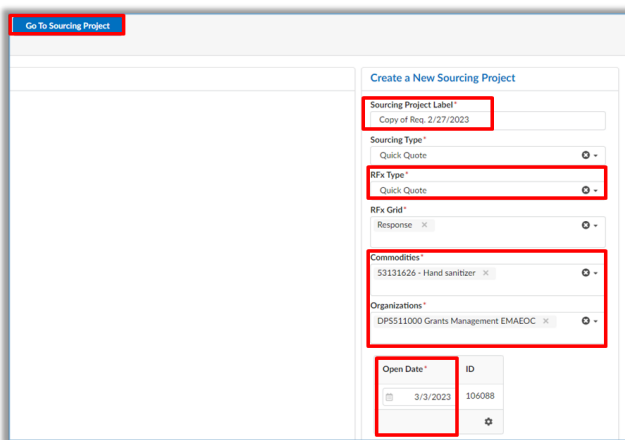 Go To Sourcing Project
Create a New Sourcing Project
Sourcing Project Label*
Copy of Req. 2/27/2023
Sourcing Type*
Quick Quote
RFx Type*
Quick Quote
RFx Grid*
Response ×
Commodities*
53131626 - Hand sanitizer ×
Organizations*
DPS511000 Grants Management EMAEOC ×
Open Date* ID
3/3/2023 106088